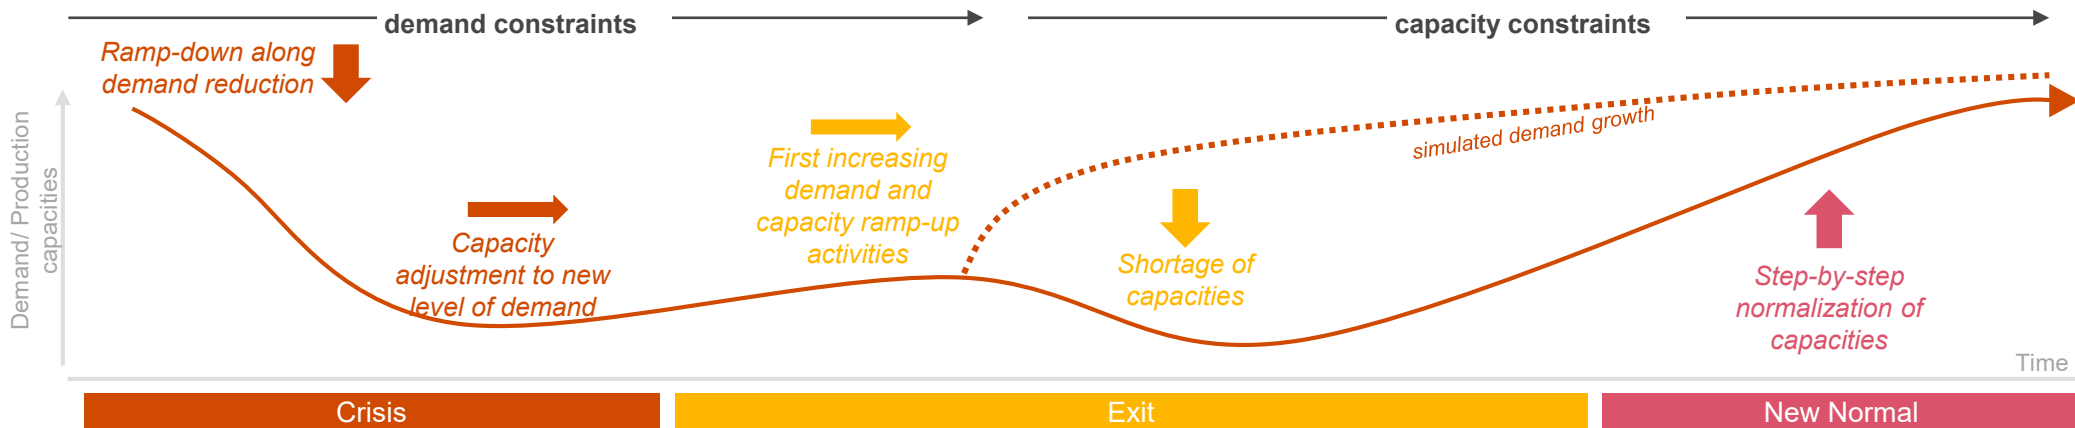 demand constraints
capacity constraints
Ramp-down along
demand reduction
Demand/ Production
capacities
Capacity
adjustment to new
level of demand
First increasing
demand and
capacity ramp-up
activities
Shortage of
capacities
simulated demand growth
Step-by-step
normalization of
capacities
Time
Crisis
Exit
New Normal